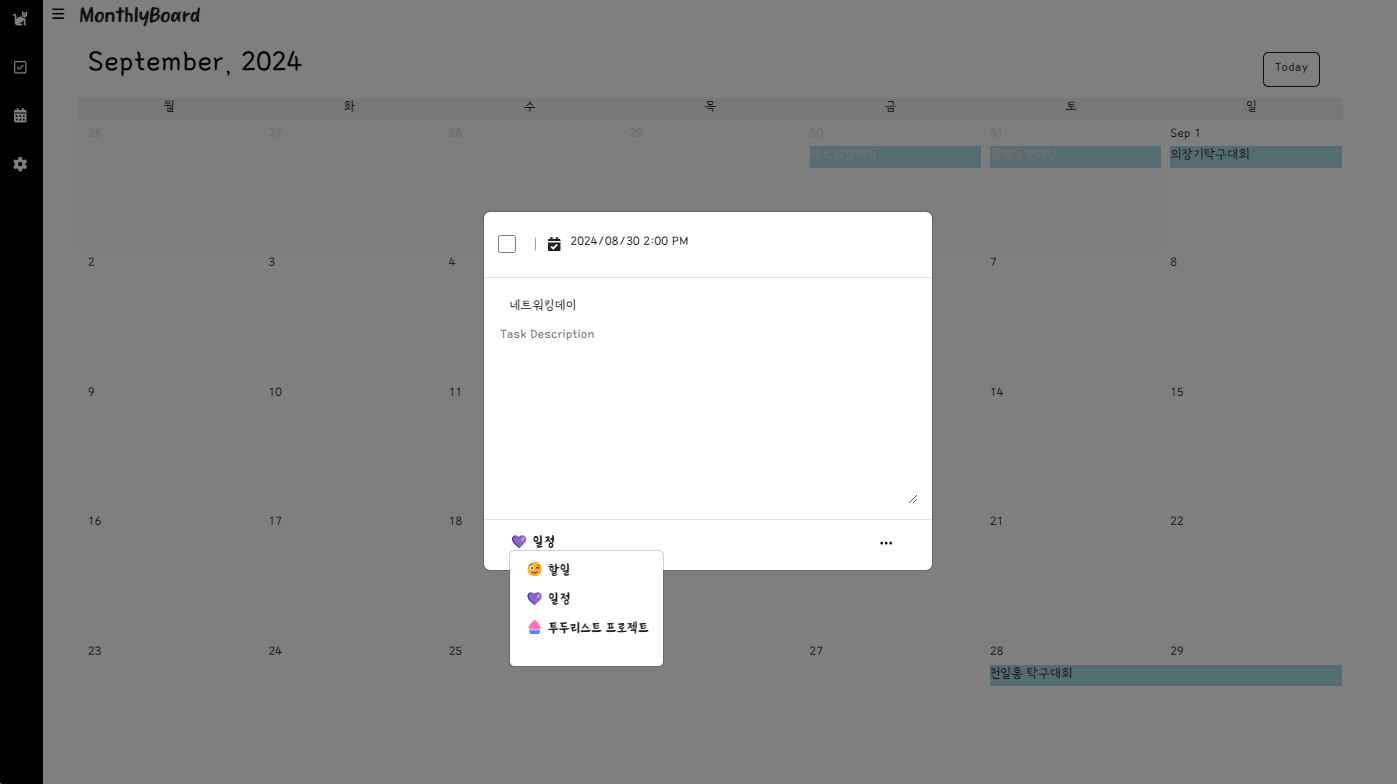 MonthlyBoard
September, 2024
Today
월 화 수 목 금 토 일
26 27 28 29 30 31 Sep 1
네트워킹데이 의장기탁구대회
2024/08/30 2:00 PM
네트워킹데이
Task Description
2 3 4 7 8
9 10 11 14 15
16 17 18 21 22
💜 일정
😉 할일
💜 일정
🧁 투두리스트 프로젝트
23 24 25 27 28 29
천일홍 탁구대회